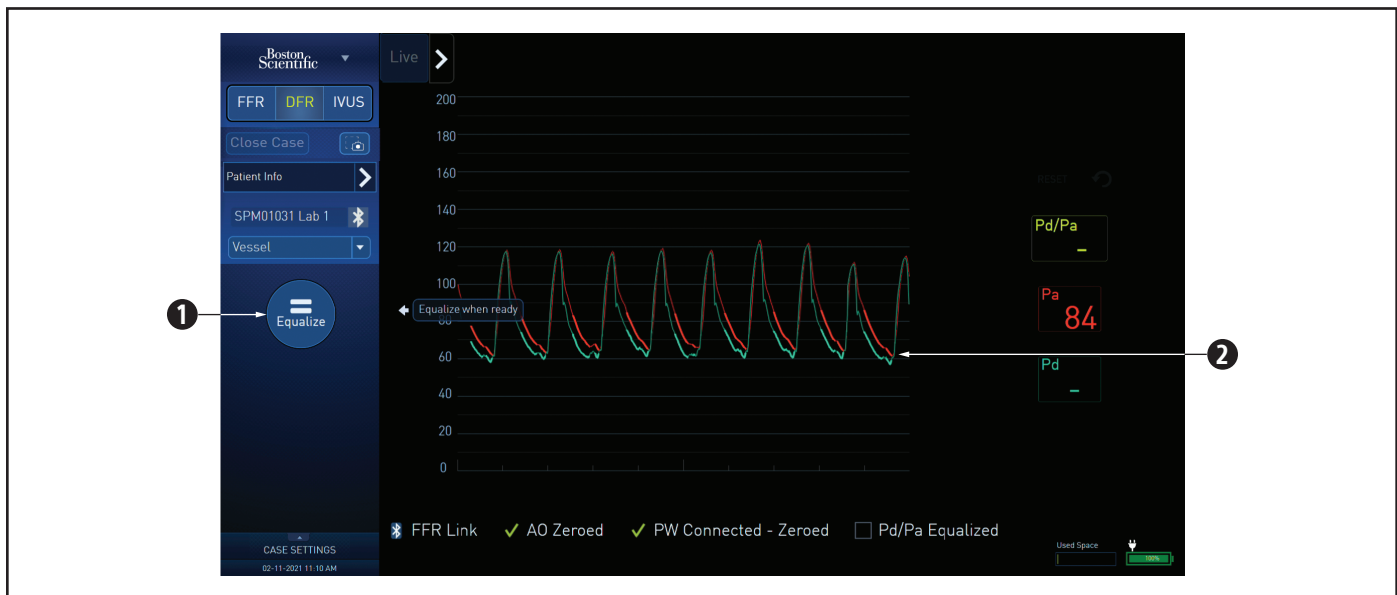 Boston
Scientific
FFR DFR IVUS
Close Case
Patient Info
SPM01031 Lab 1
Vessel
1
Equalize
CASE SETTINGS
02-11-2021 11:10 AM
Live
200
180
160
140
120
100
Equalize when ready
80
60
40
20
0
RESET
Pd/Pa
–
Pa
84
Pd
–
2
FFR Link AO Zeroed PW Connected - Zeroed Pd/Pa Equalized
Used Space
100%